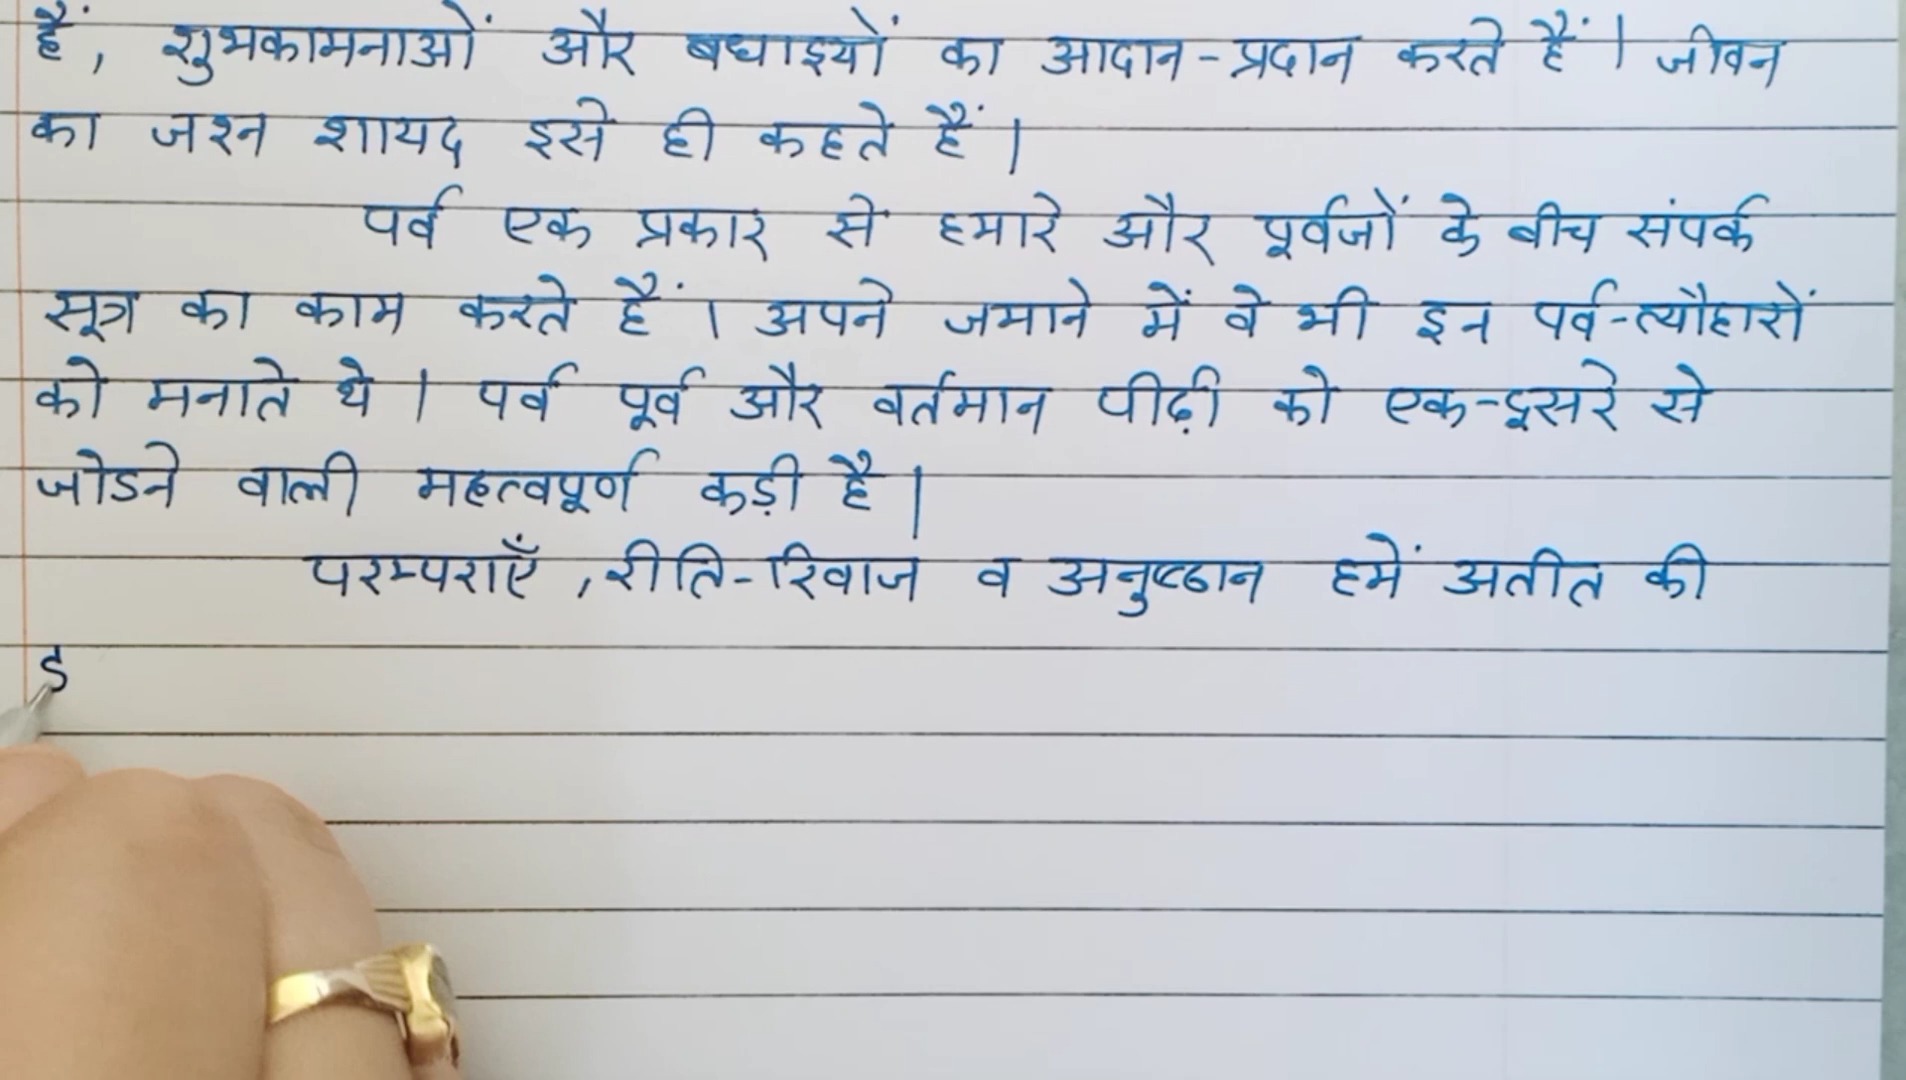 हैं, शुभकामनाओं और बधाइयों का आदान-प्रदान करते हैं। जीवन
का जश्न शायद इसे ही कहते हैं।
पर्व एक प्रकार से हमारे और पूर्वजों के बीच संपर्क
सूत्र का काम करते हैं। अपने जमाने में वे भी इन पर्व-त्यौहारों
को मनाते थे। पर्व पूर्व और वर्तमान पीढ़ी को एक-दूसरे से
जोडने वाली महत्वपूर्ण कड़ी है।
परम्पराएँ, रीति-रिवाज व अनुष्ठान हमें अतीत की